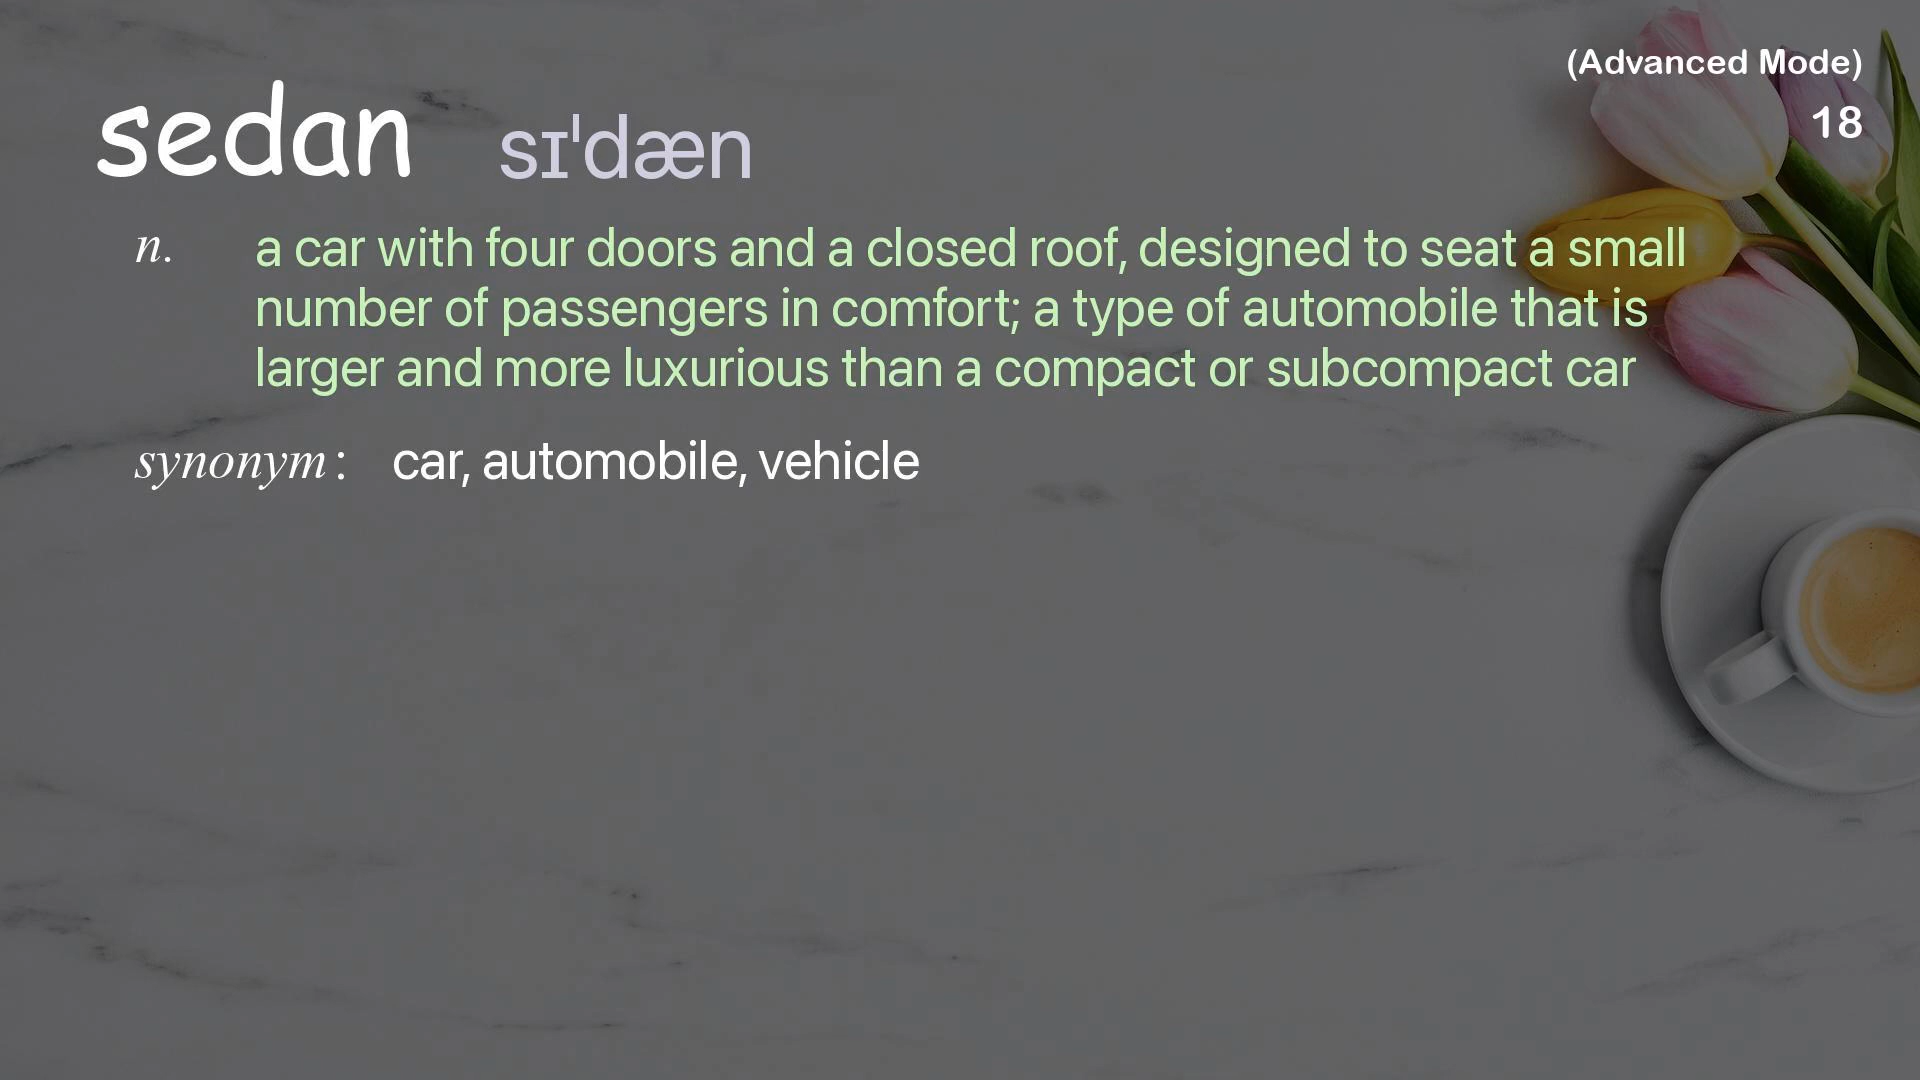 (Advanced Mode)
18
sedan sɪˈdæn
n. a car with four doors and a closed roof, designed to seat a small
number of passengers in comfort; a type of automobile that is
larger and more luxurious than a compact or subcompact car
synonym: car, automobile, vehicle